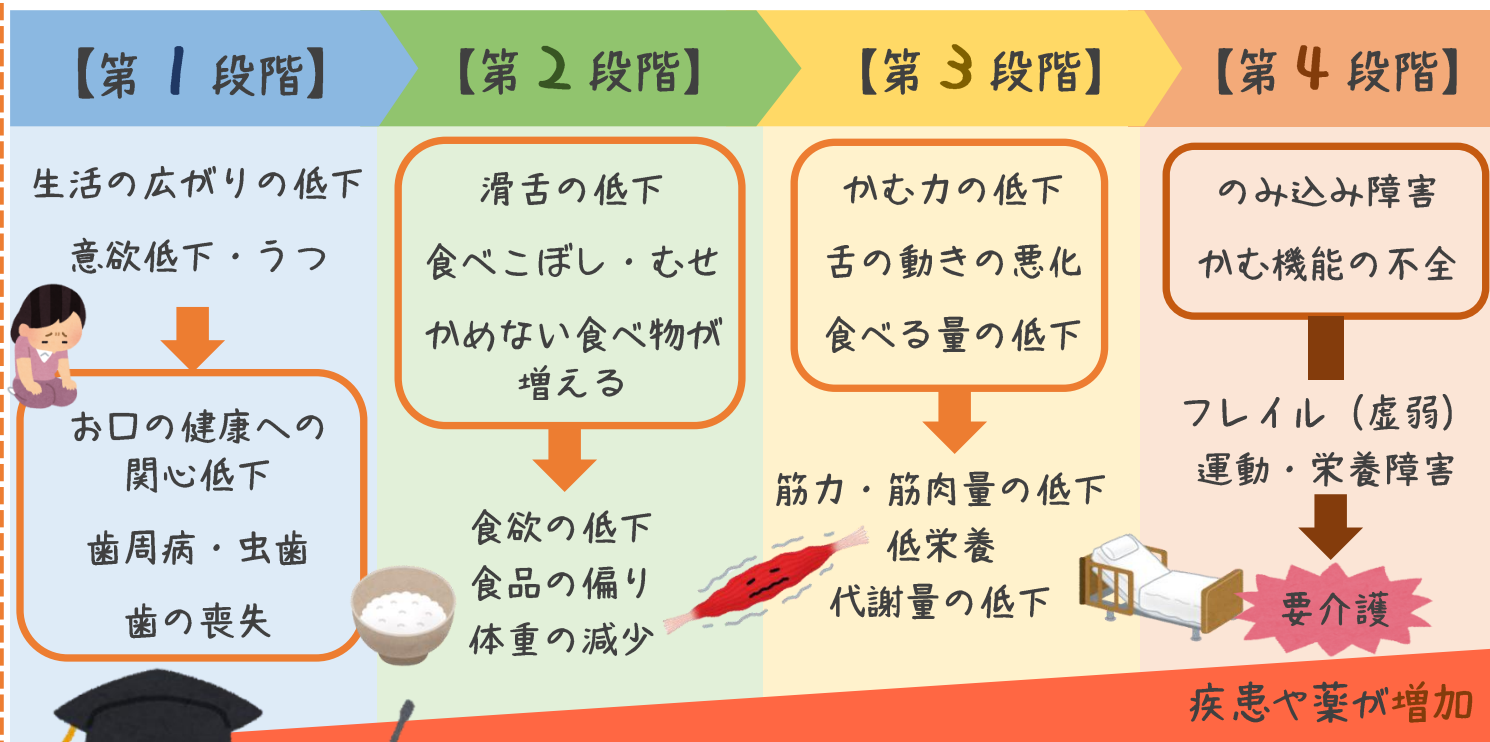 【第1段階】
生活の広がりの低下
意欲低下・うつ
お口の健康への
関心低下
歯周病・虫歯
歯の喪失
【第2段階】
滑舌の低下
食べこぼし・むせ
かめない食べ物が
増える
食欲の低下
食品の偏り
体重の減少
【第3段階】
かむ力の低下
舌の動きの悪化
食べる量の低下
筋力・筋肉量の低下
低栄養
代謝量の低下
【第4段階】
のみ込み障害
かむ機能の不全
フレイル（虚弱）
運動・栄養障害
要介護
疾患や薬が増加